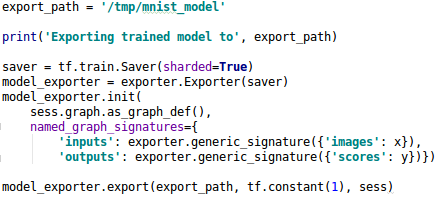 export_path = '/tmp/mnist_model'
print('Exporting trained model to', export_path)
saver = tf.train.Saver(sharded=True)
model_exporter = exporter.Exporter(saver)
model_exporter.init(
    sess.graph.as_graph_def(),
    named_graph_signatures={
        'inputs': exporter.generic_signature({'images': x}),
        'outputs': exporter.generic_signature({'scores': y})})
model_exporter.export(export_path, tf.constant(1), sess)